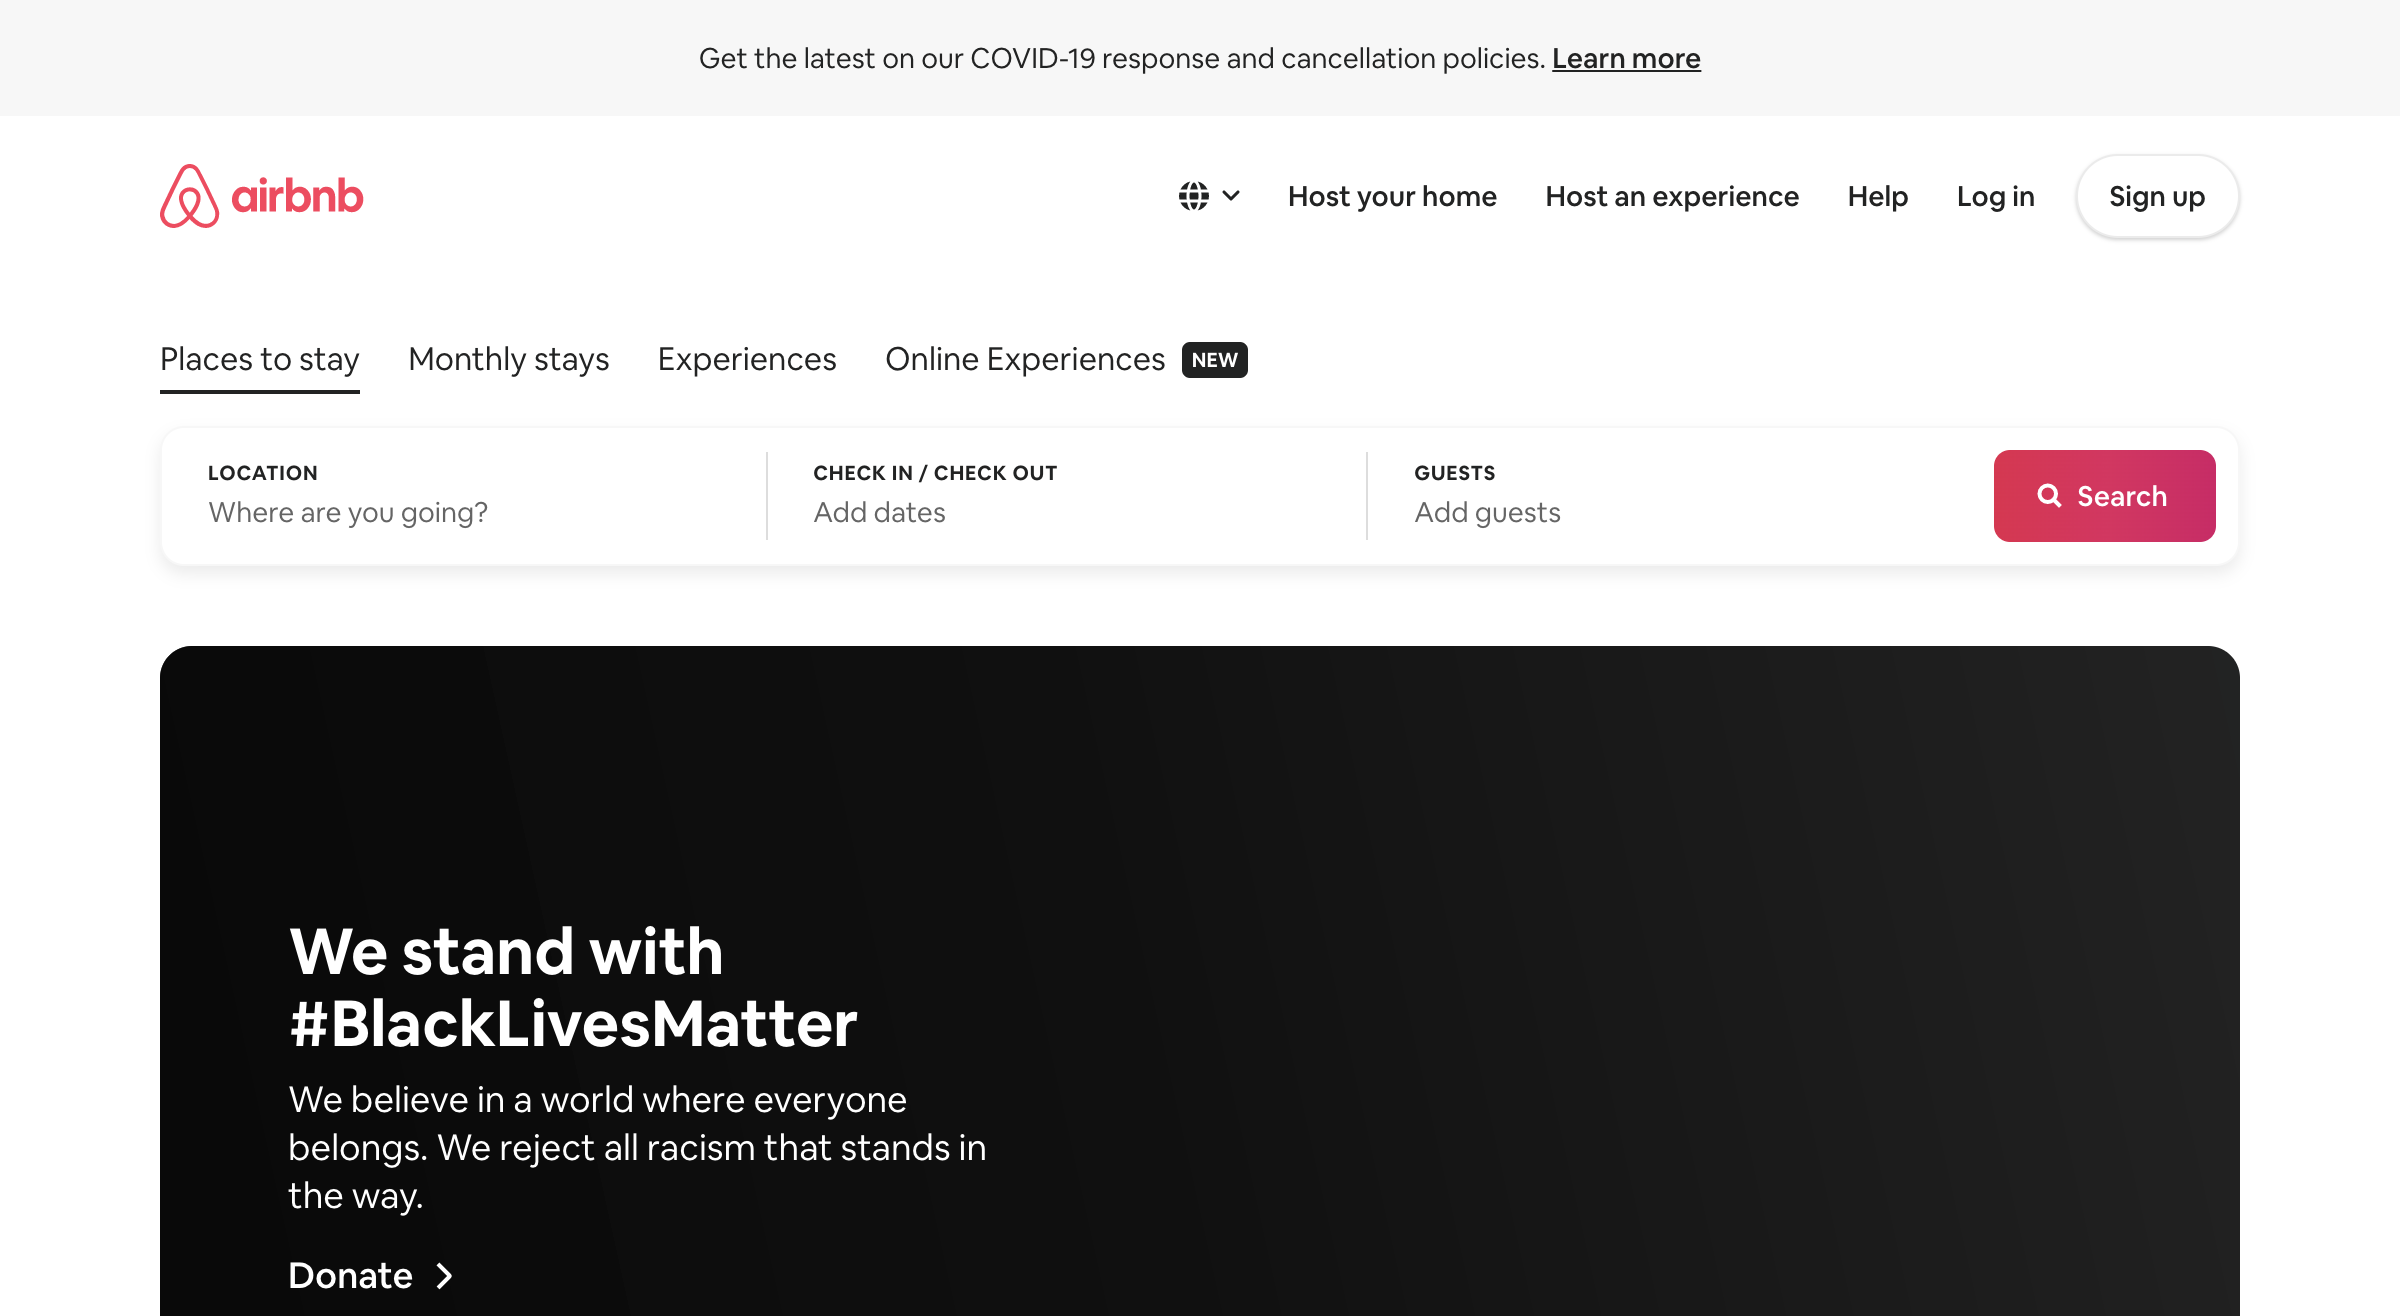 Get the latest on our COVID-19 response and cancellation policies. Learn more
airbnb
Host your home
Host an experience
Help
Log in
Sign up
Places to stay
Monthly stays
Experiences
Online Experiences NEW
LOCATION
Where are you going?
CHECK IN / CHECK OUT
Add dates
GUESTS
Add guests
Search
We stand with
#BlackLivesMatter
We believe in a world where everyone
belongs. We reject all racism that stands in
the way.
Donate